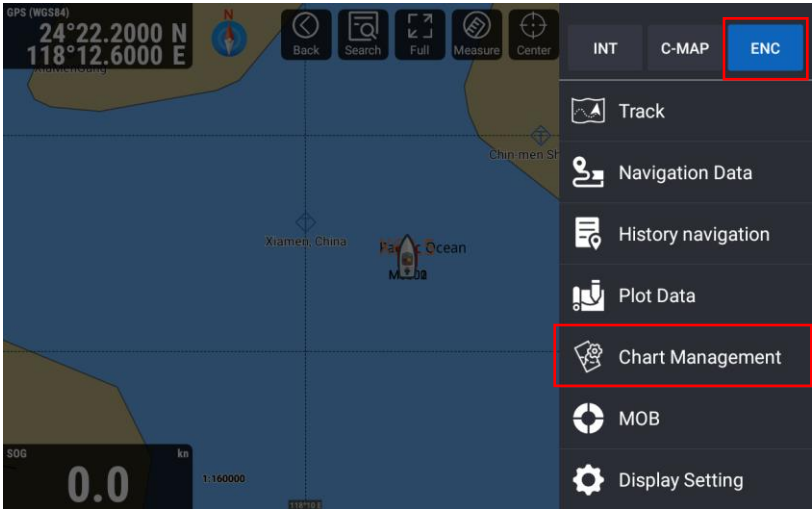 GPS (WGS84)
24°22.2000 N
118°12.6000 E
N
Back
Search
Full
Measure
Center
INT
C-MAP
ENC
Track
Navigation Data
History navigation
Plot Data
Chart Management
MOB
Display Setting
Chin-men Sh
Xiamen, China
Ocean
SOG
kn
0.0
1:160000
118°10 E